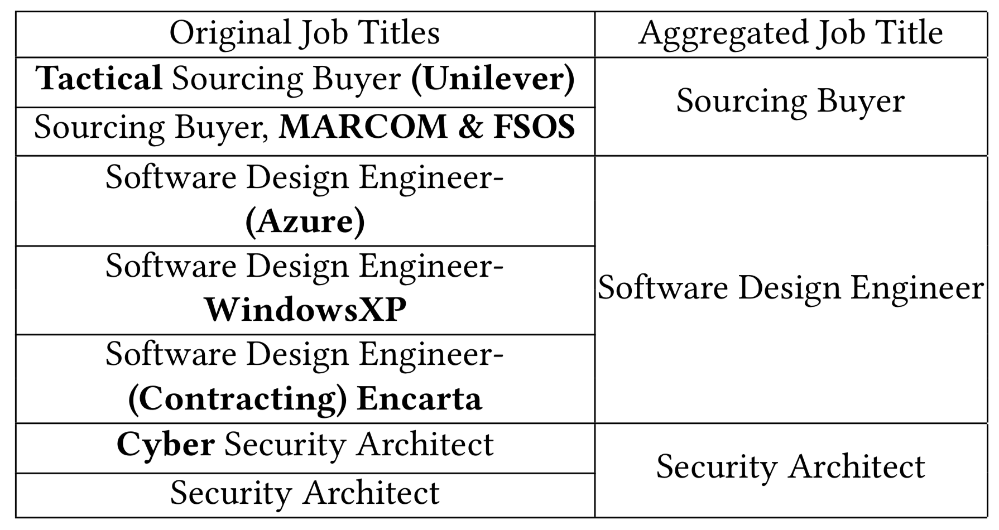 Original Job Titles Aggregated Job Title
Tactical Sourcing Buyer (Unilever)
Sourcing Buyer
Sourcing Buyer, MARCOM & FSOS
Software Design Engineer-
(Azure)
Software Design Engineer-
Software Design Engineer
WindowsXP
Software Design Engineer-
(Contracting) Encarta
Cyber Security Architect
Security Architect
Security Architect